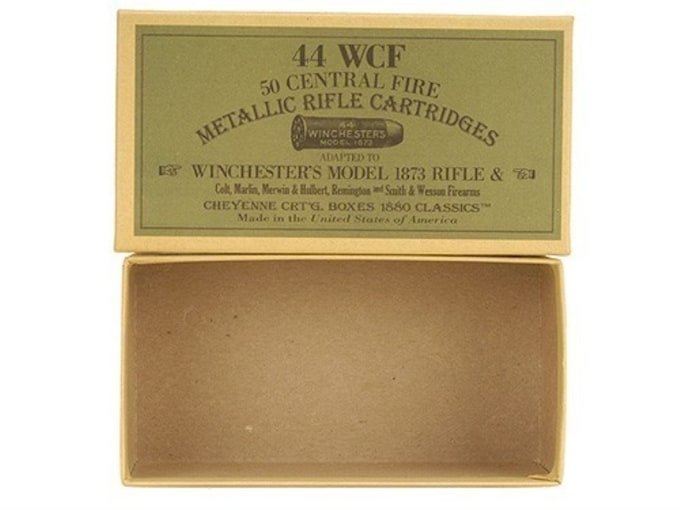 44 WCF
50 CENTRAL FIRE
METALLIC RIFLE CARTRIDGES
44
WINCHESTER'S
MODEL 1873
ADAPTED TO
WINCHESTER'S MODEL 1873 RIFLE &
Colt, Marlin, Merwin & Hulbert, Remington and Smith & Wesson Firearms
CHEYENNE CRT'G. BOXES 1880 CLASSICS™
Made in the United States of America